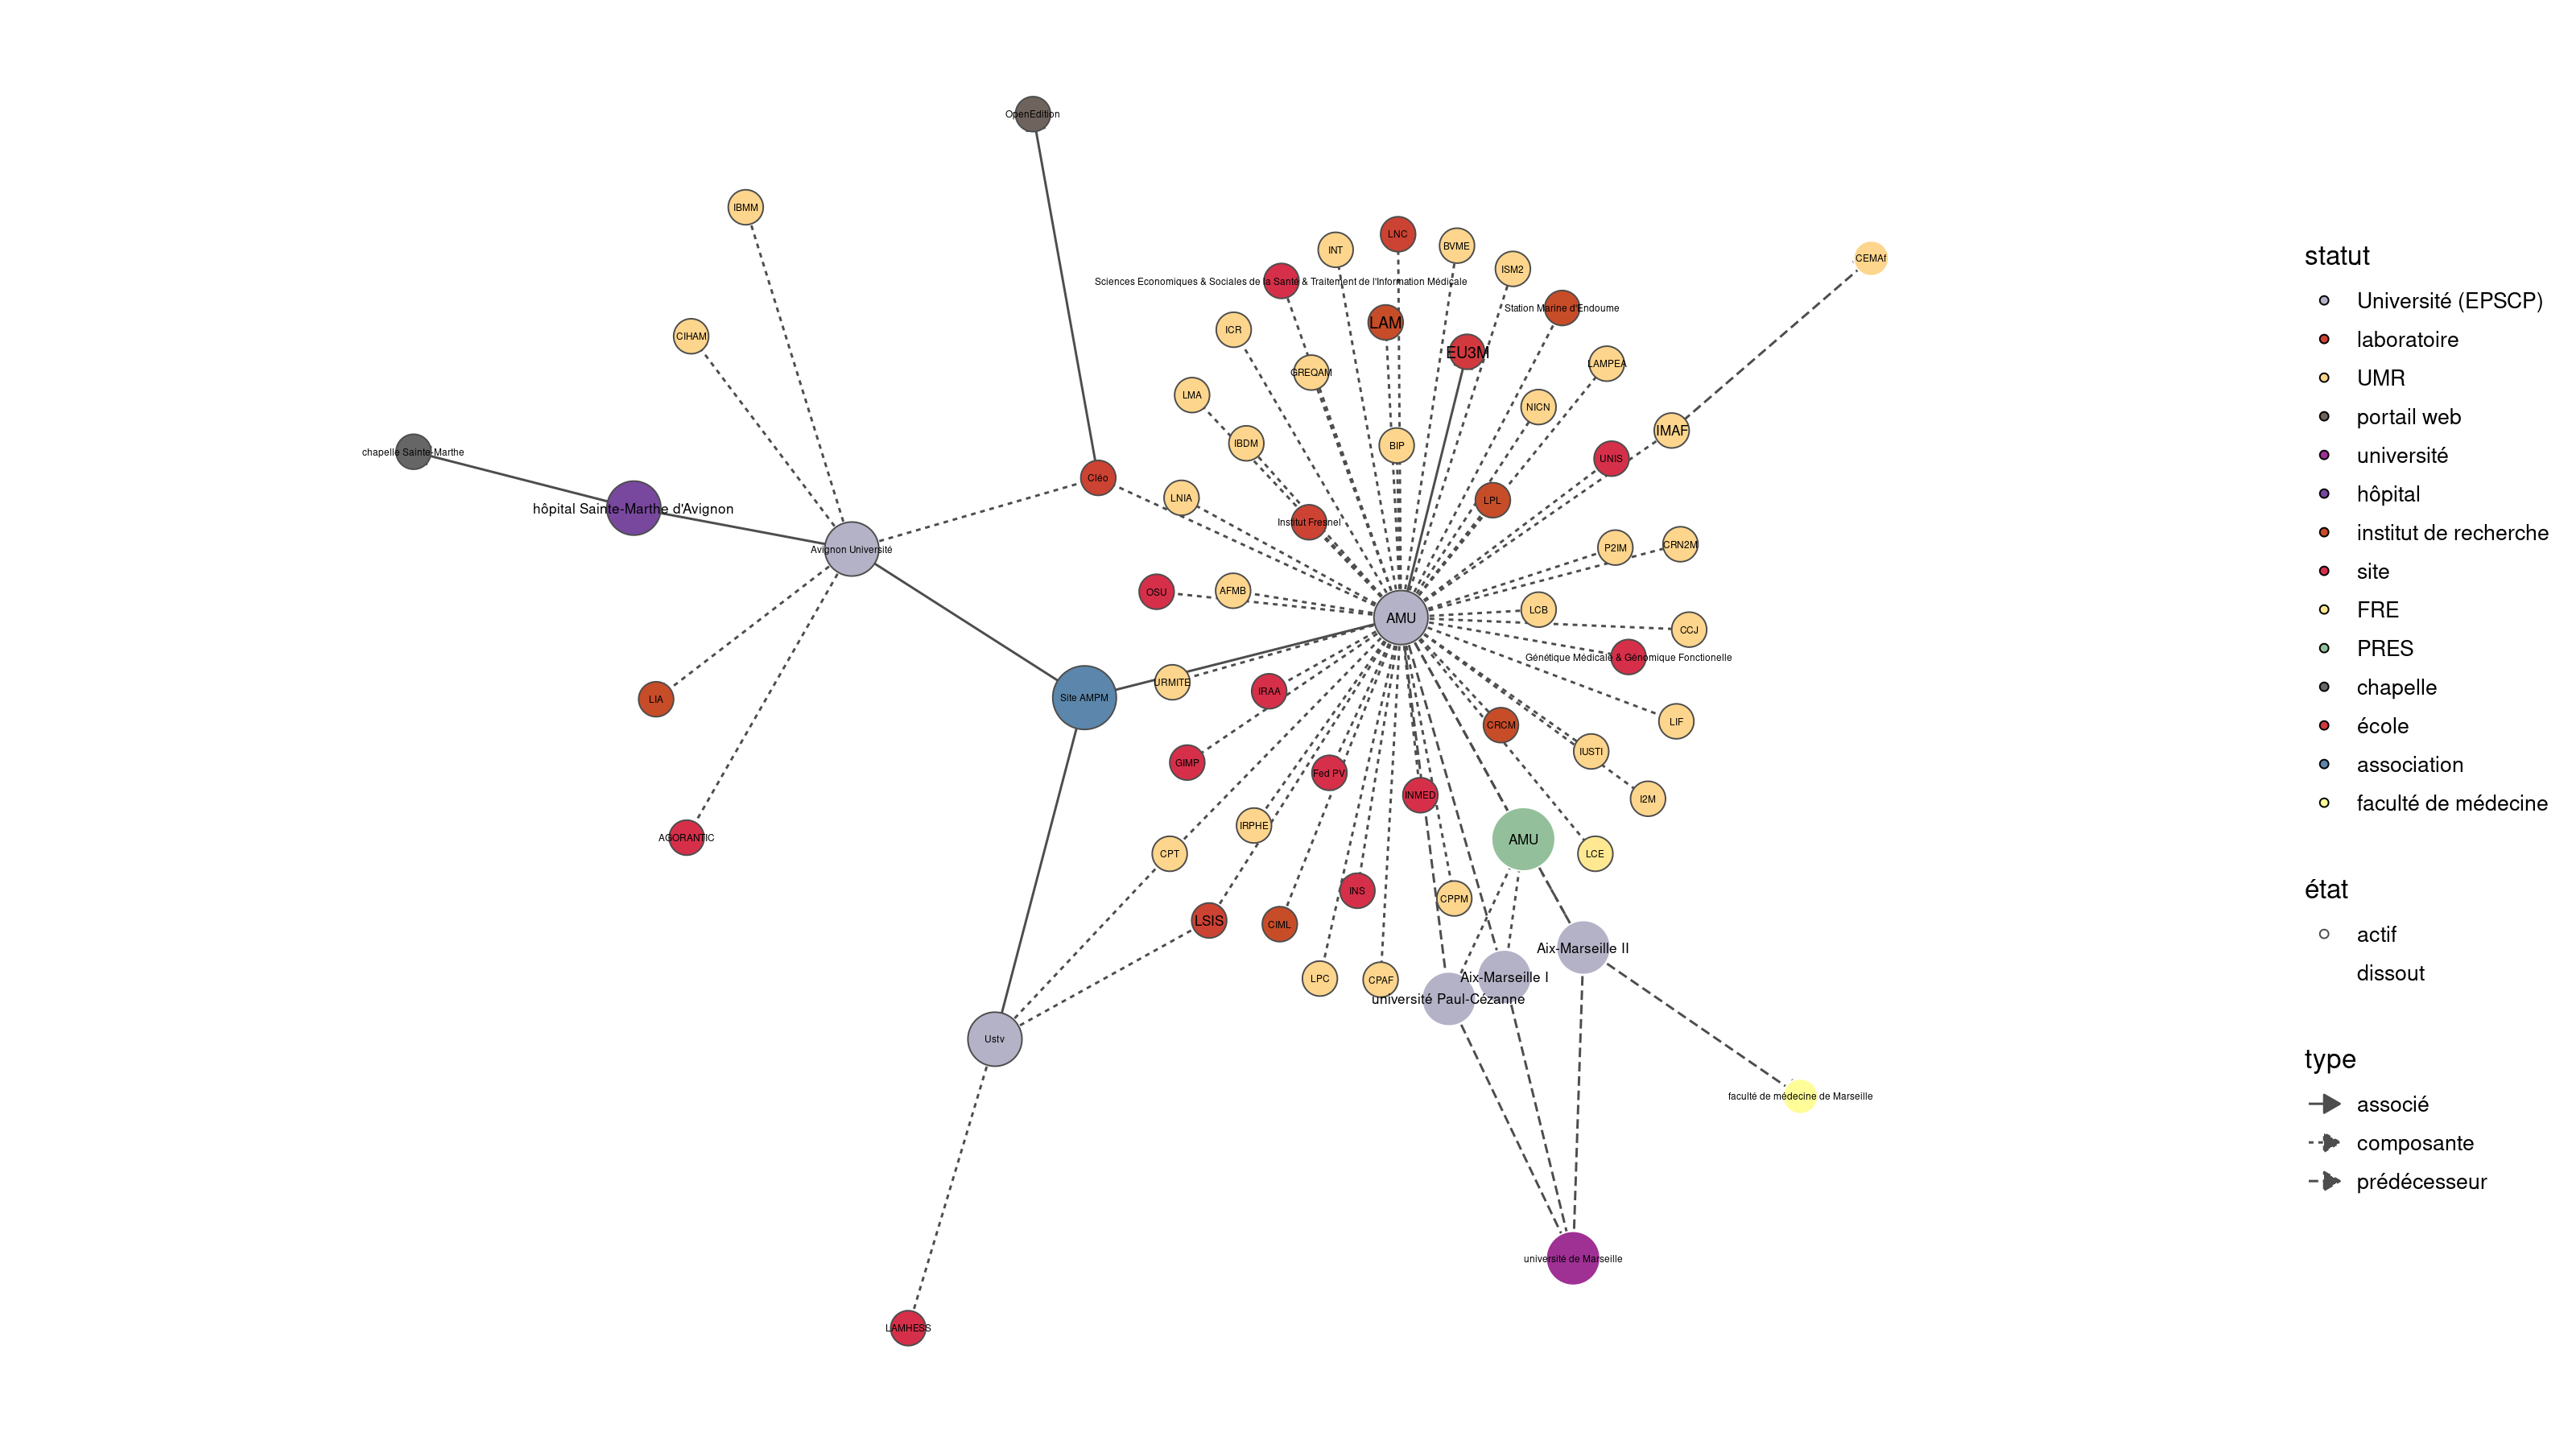 OpenEdition
IBMM
LNC
INT
BVME
CEMAf
ISM2
Sciences Economiques & Sociales de la Santé & Traitement de l'Information Médicale
Station Marine d'Endoume
LAM
ICR
CIHAM
EU3M
LAMPEA
GREQAM
LMA
NICN
IMAF
IBDM
BIP
chapelle Sainte-Marthe
UNIS
Cléo
LNIA
LPL
hôpital Sainte-Marthe d'Avignon
Institut Fresnel
CRN2M
P2IM
Avignon Université
AFMB
OSU
LCB
AMU
CCJ
Génétique Médicale & Génomique Fonctionelle
URMITE
IRAA
Site AMPM
LIA
LIF
CRCM
IUSTI
GIMP
Fed PV
INMED
I2M
IRPHE
AGORANTIC
AMU
CPT
LCE
INS
CPPM
LSIS
CIML
Aix-Marseille II
Aix-Marseille I
LPC
CPAF
université Paul-Cézanne
Ustv
faculté de médecine de Marseille
université de Marseille
LAMHESS
statut
Université (EPSCP)
laboratoire
UMR
portail web
université
hôpital
institut de recherche
site
FRE
PRES
chapelle
école
association
faculté de médecine
état
actif
dissout
type
associé
composante
prédécesseur